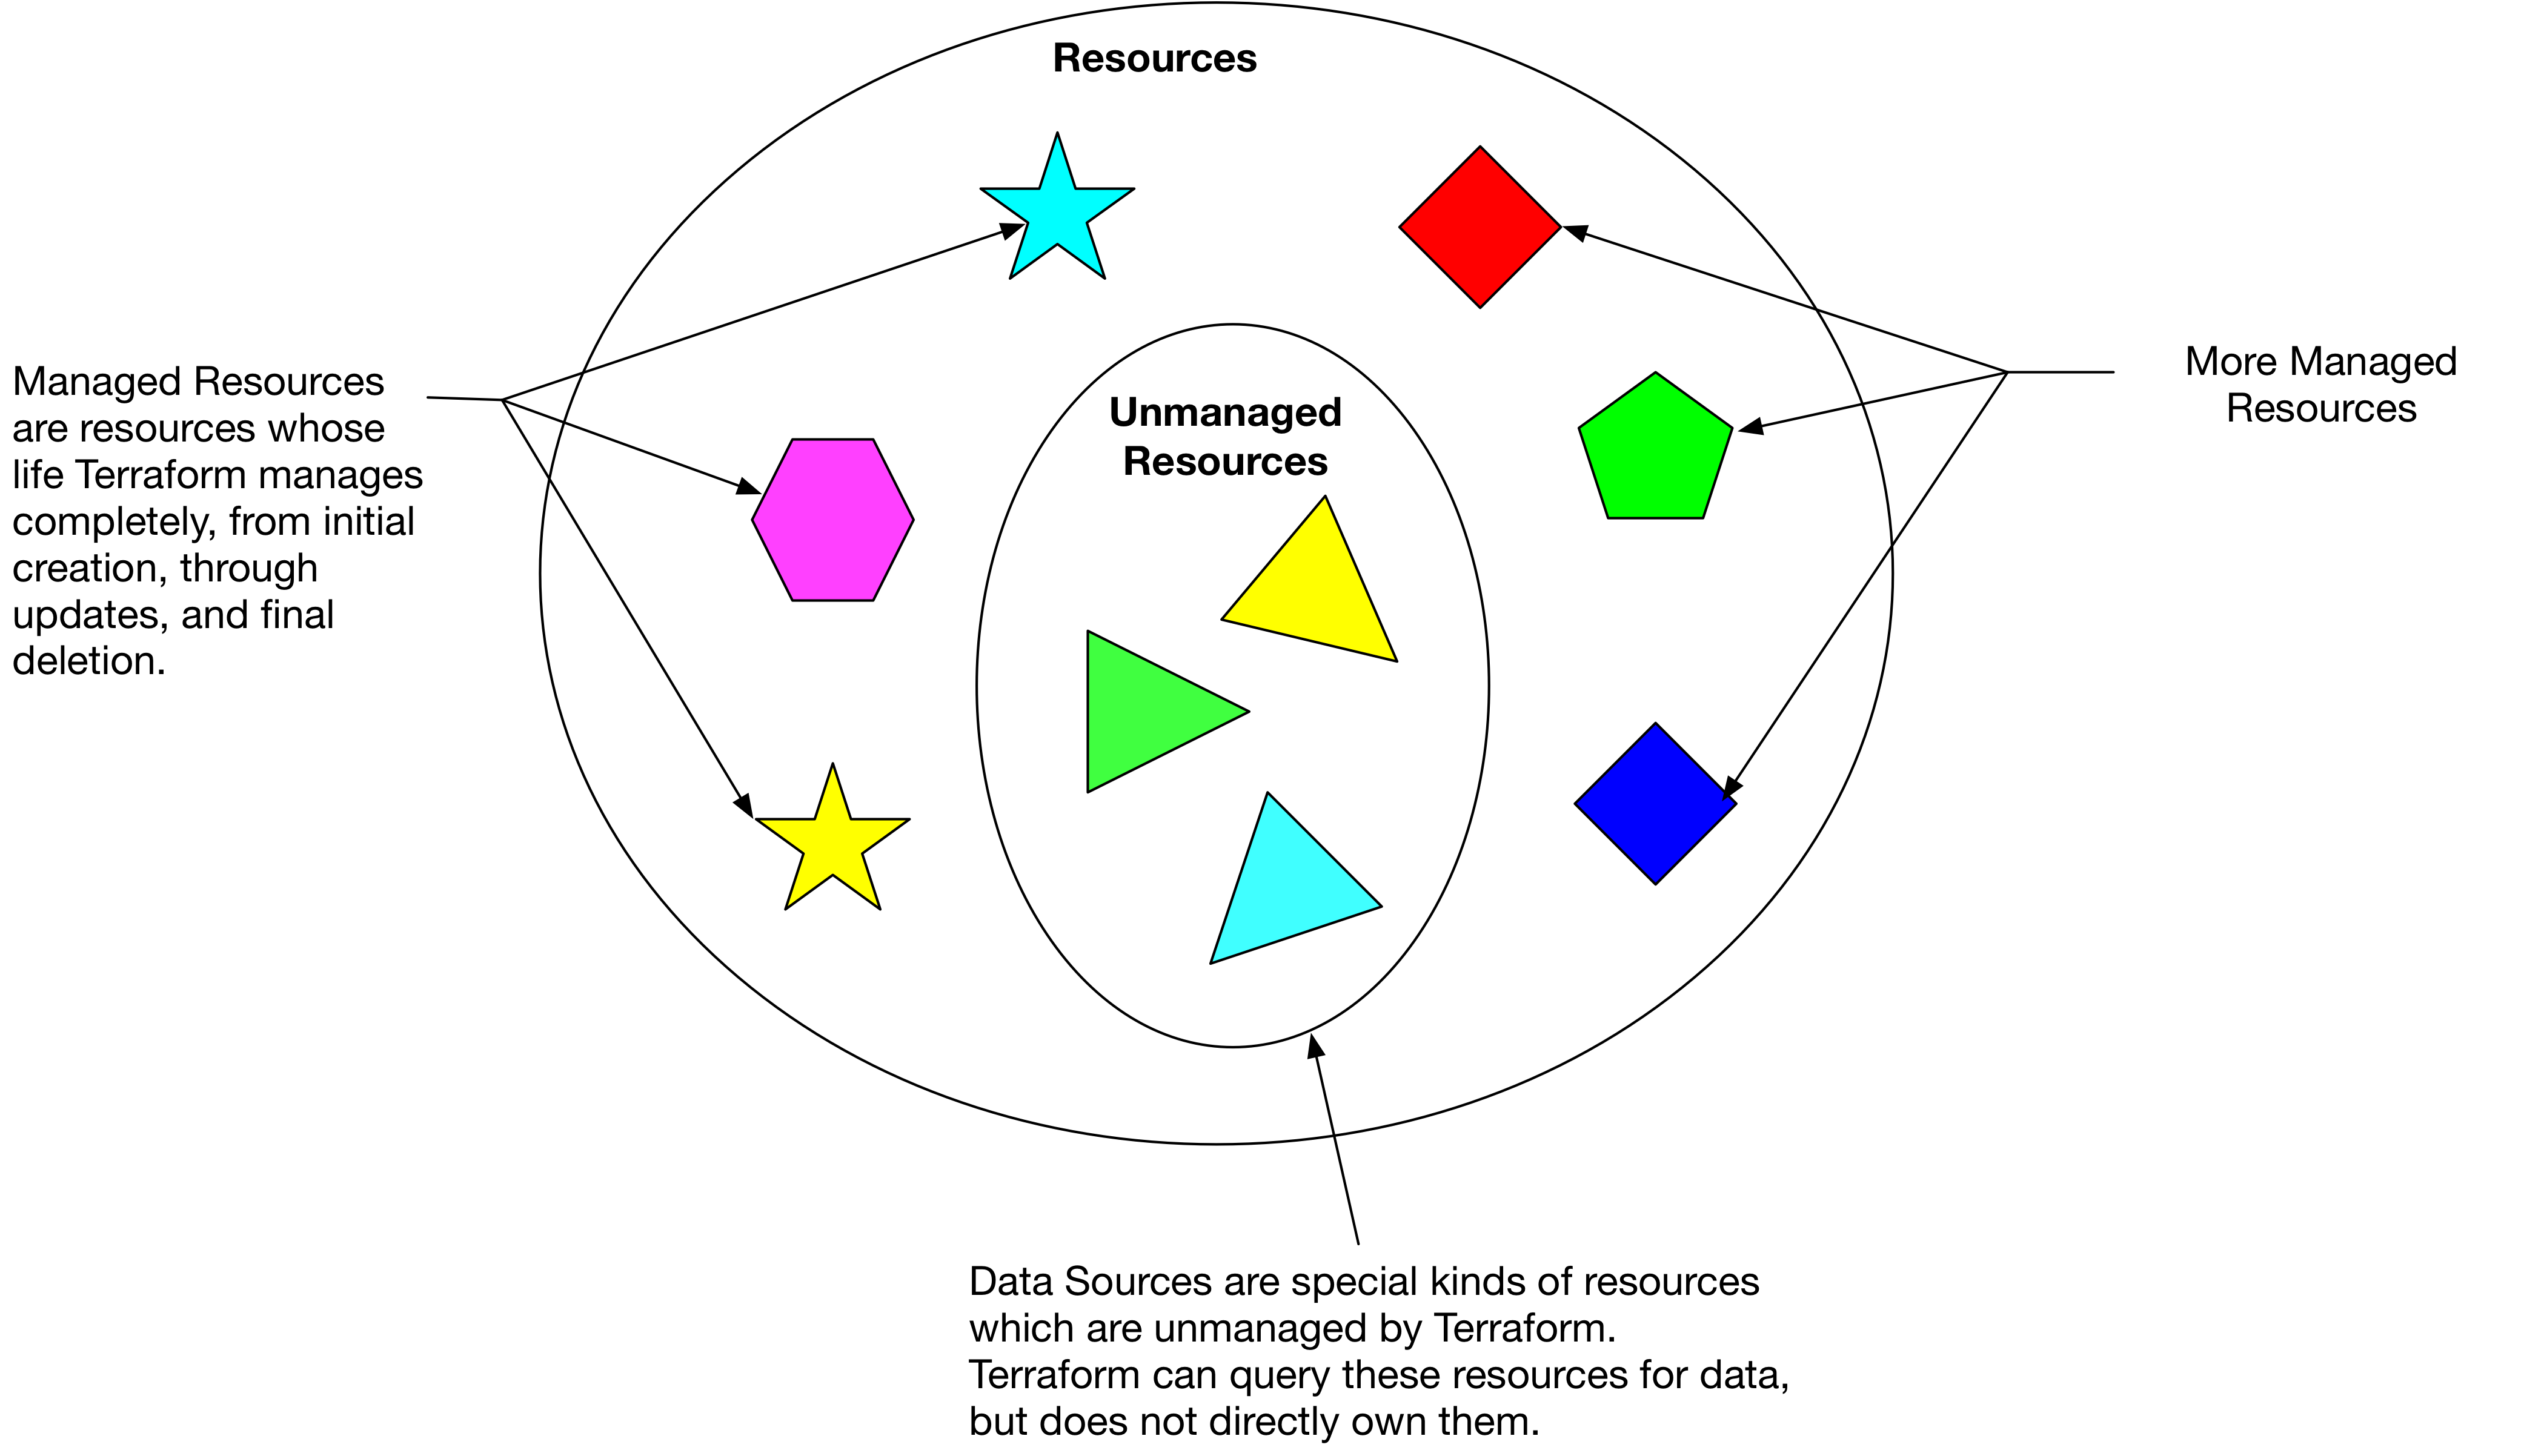 Resources
Managed Resources
are resources whose
life Terraform manages
completely, from initial
creation, through
updates, and final
deletion.
More Managed
Resources
Unmanaged
Resources
Data Sources are special kinds of resources
which are unmanaged by Terraform.
Terraform can query these resources for data,
but does not directly own them.